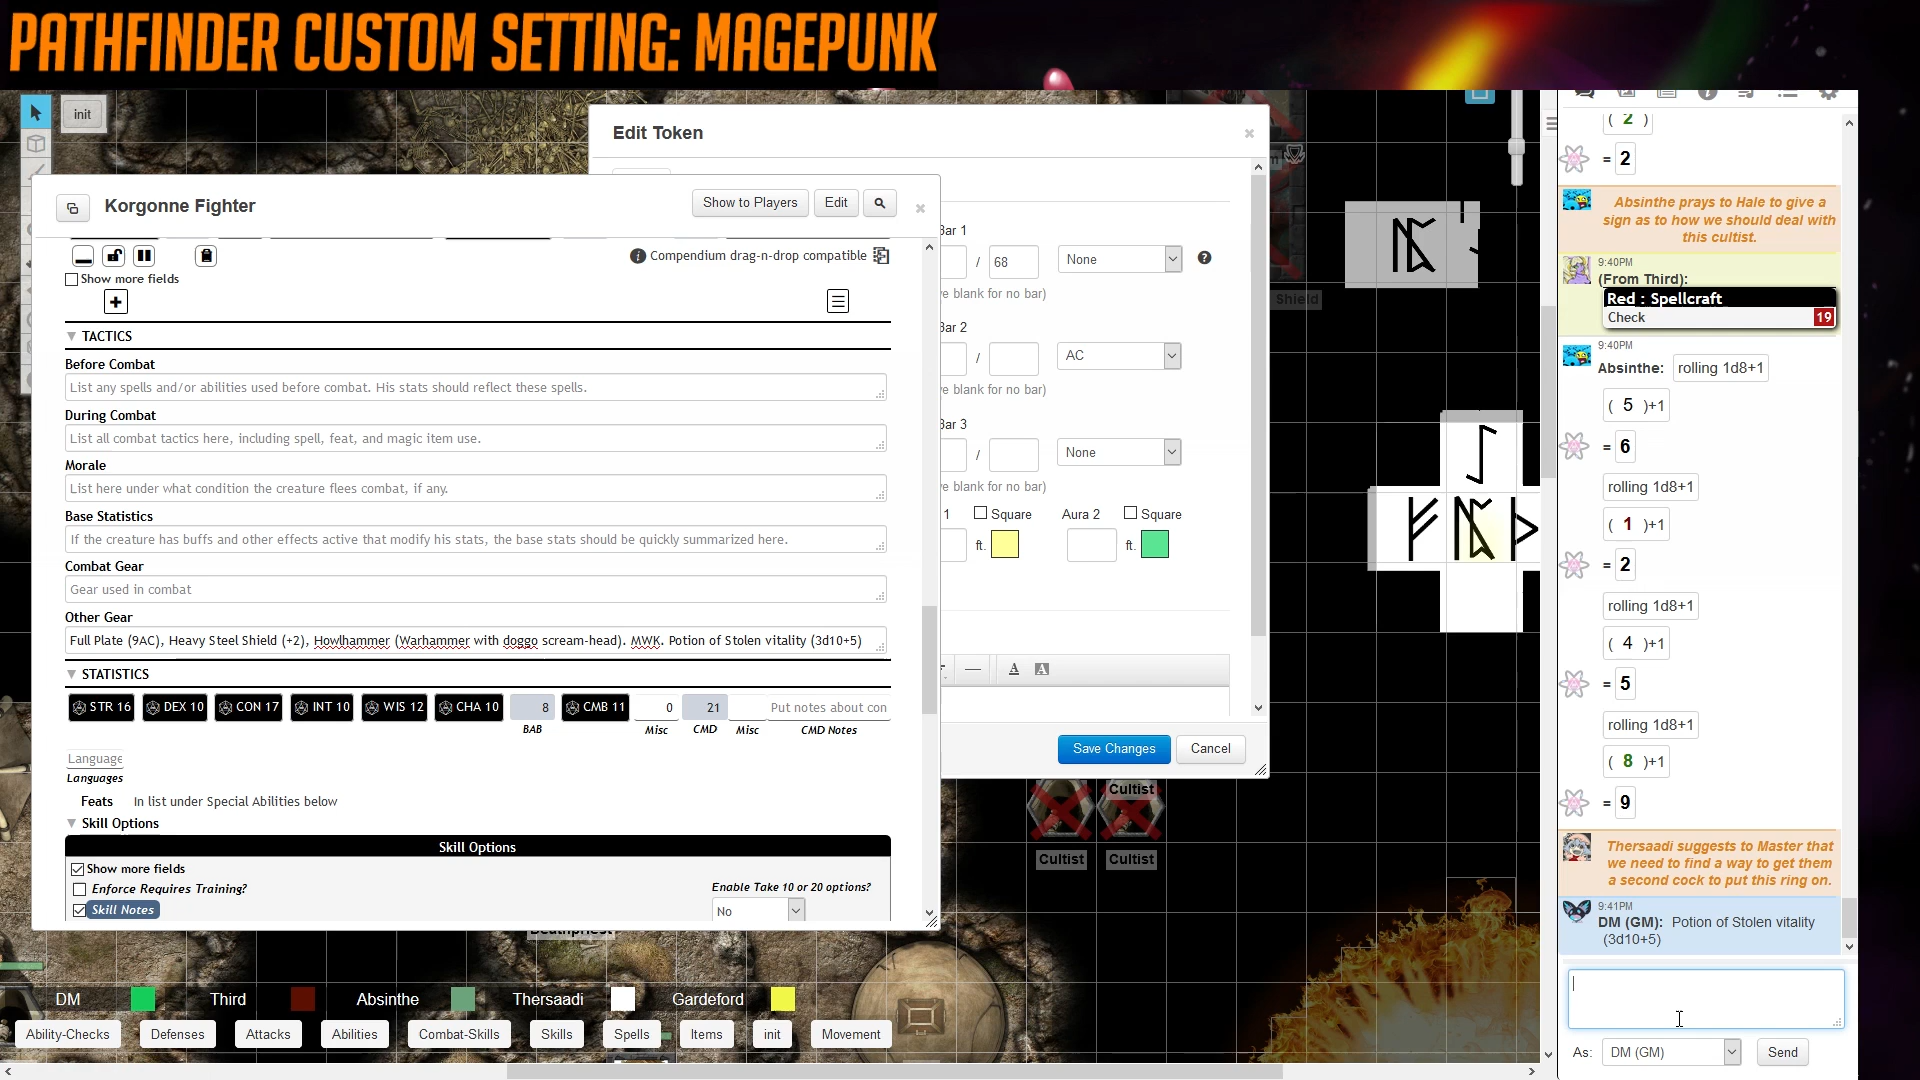 PATHFINDER CUSTOM SETTING: MAGEPUNK
init
Edit Token
Korgonne Fighter
Show to Players
Edit
Compendium drag-n-drop compatible
Show more fields
TACTICS
Before Combat
List any spells and/or abilities used before combat. His stats should reflect these spells.
During Combat
List all combat tactics here, including spell, feat, and magic item use.
Morale
List here under what condition the creature flees combat, if any.
Base Statistics
If the creature has buffs and other effects active that modify his stats, the base stats should be quickly summarized here.
Combat Gear
Gear used in combat
Other Gear
Full Plate (9AC), Heavy Steel Shield (+2), Howlhammer (Warhammer with doggo scream-head). MWK. Potion of Stolen vitality (3d10+5)
STATISTICS
STR 16 DEX 10 CON 17 INT 10 WIS 12 CHA 10 8 CMB 11 0 21 Put notes about con
BAB Misc CMD Misc CMD Notes
Language
Languages
Feats In list under Special Abilities below
Skill Options
Skill Options
Show more fields
Enforce Requires Training?
Enable Take 10 or 20 options?
Skill Notes
No
Bar 1
/ 68 None
e blank for no bar)
Bar 2
/ AC
e blank for no bar)
Bar 3
/ None
e blank for no bar)
1 Square Aura 2 Square
ft. ft.
Save Changes Cancel
Shield
Cultist
Cultist Cultist
Deathpriest
DM Third Absinthe Thersaadi Gardeford
Ability-Checks Defenses Attacks Abilities Combat-Skills Skills Spells Items init Movement
( 2 )
= 2
Absinthe prays to Hale to give a
sign as to how we should deal with
this cultist.
9:40PM
(From Third):
Red : Spellcraft
Check 19
9:40PM
Absinthe: rolling 1d8+1
( 5 )+1
= 6
rolling 1d8+1
( 1 )+1
= 2
rolling 1d8+1
( 4 )+1
= 5
rolling 1d8+1
( 8 )+1
= 9
Thersaadi suggests to Master that
we need to find a way to get them
a second cock to put this ring on.
9:41PM
DM (GM): Potion of Stolen vitality
(3d10+5)
As: DM (GM) Send